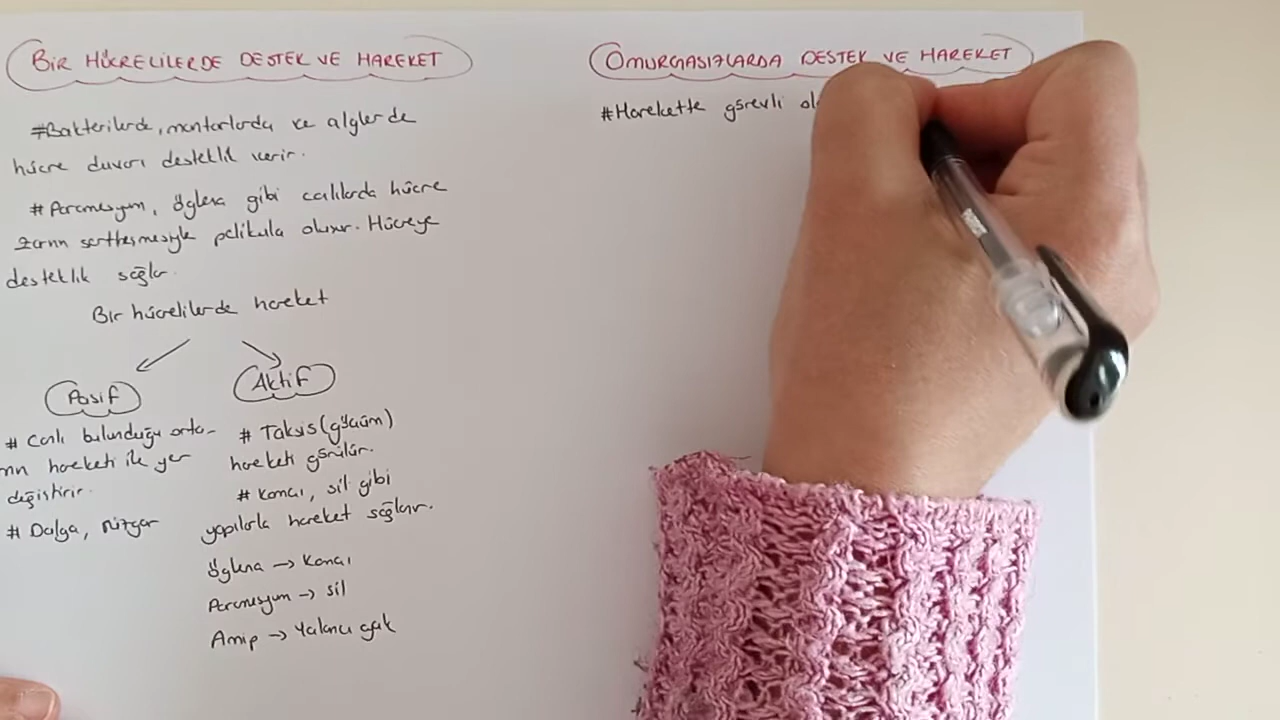 BİR HÜCRELİLERDE DESTEK VE HAREKET
#Bakterilerde, mantarlarda ve alglerde
hücre duvarı desteklik verir.
# Paramesyum, öglena gibi canlılarda hücre
zarının sertleşmesiyle pelikula oluşur. Hücreye
desteklik sağlar.
Bir hücrelilerde hareket
Pasif
# Canlı bulunduğu orta-
mın hareketi ile yer
değiştirir.
# Dalga, rüzgar
Aktif
# Taksis (göçüm)
hareketi görülür.
# Kamçı, sil gibi
yapılarla hareket sağlanır.
Öglena → Kamçı
Paramesyum → sil
Amip → Yalancı ayak
OMURGASIZLARDA DESTEK VE HAREKET
#Harekette görevli